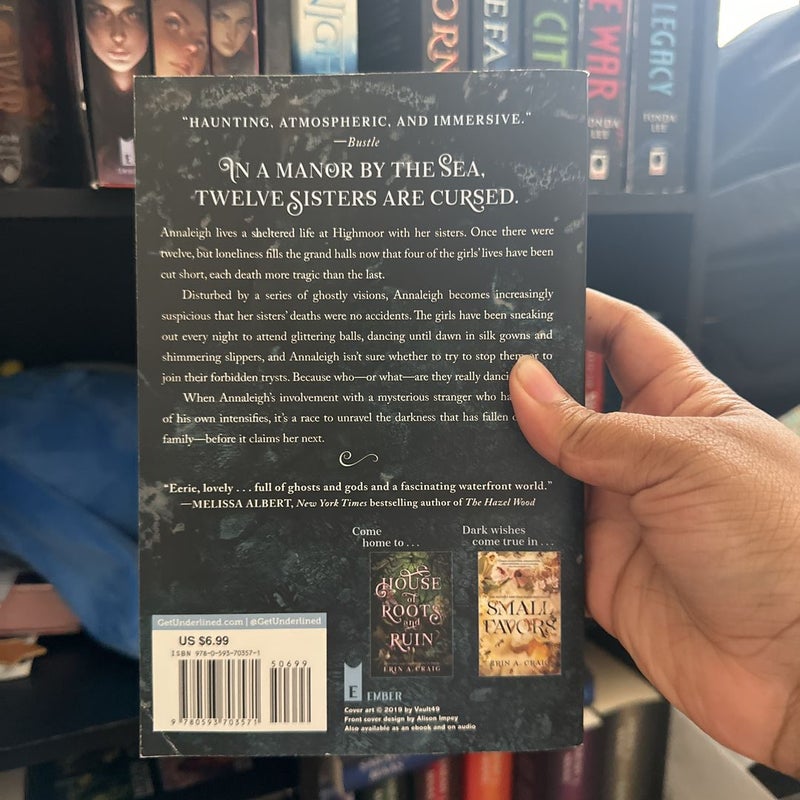 NIGH
ORN
EFA
CIT
E WAR
LEGACY
FONDA
LEE
ONDA
LEE
WAR
"HAUNTING, ATMOSPHERIC, AND IMMERSIVE."
—Bustle
IN A MANOR BY THE SEA,
TWELVE SISTERS ARE CURSED.
Annaleigh lives a sheltered life at Highmoor with her sisters. Once there were
twelve, but loneliness fills the grand halls now that four of the girls' lives have been
cut short, each death more tragic than the last.
Disturbed by a series of ghostly visions, Annaleigh becomes increasingly
suspicious that her sisters' deaths were no accidents. The girls have been sneaking
out every night to attend glittering balls, dancing until dawn in silk gowns and
shimmering slippers, and Annaleigh isn't sure whether to try to stop them or to
join their forbidden trysts. Because who—or what—are they really danci
When Annaleigh's involvement with a mysterious stranger who ha
of his own intensifies, it's a race to unravel the darkness that has fallen
family—before it claims her next.
"Eerie, lovely . . . full of ghosts and gods and a fascinating waterfront world."
—MELISSA ALBERT, New York Times bestselling author of The Hazel Wood
Come
home to . . .
Dark wishes
come true in . . .
HOUSE
of
ROOTS
and
RUIN
ERIN A. CRAIG
SMALL
FAVORS
ERIN A. CRAIG
GetUnderlined.com | @GetUnderlined
US $6.99
ISBN 978-0-593-70357-1
50699
9 780593 703571
E EMBER
Cover art © 2019 by Vault49
Front cover design by Alison Impey
Also available as an ebook and on audio